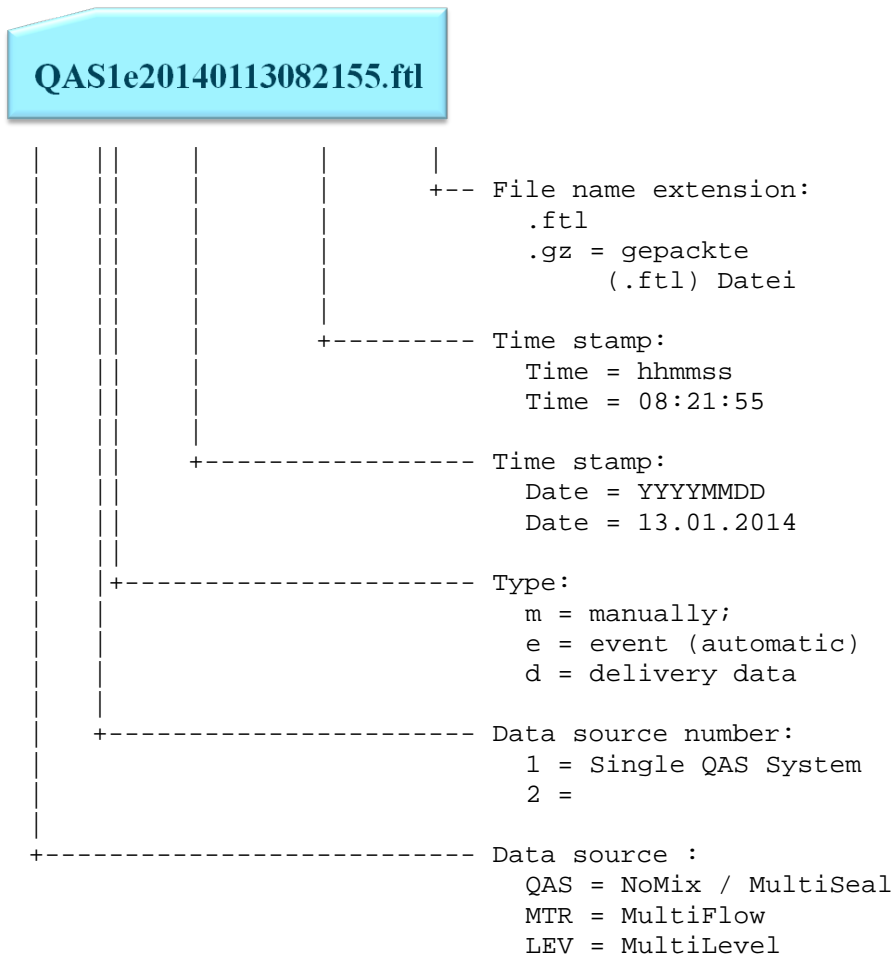 QAS1e20140113082155.ftl
+-- File name extension:
.ftl
.gz = gepackte
(.ftl) Datei
+--------- Time stamp:
Time = hhmmss
Time = 08:21:55
+----------------- Time stamp:
Date = YYYYMMDD
Date = 13.01.2014
+---------------------- Type:
m = manually;
e = event (automatic)
d = delivery data
+----------------------- Data source number:
1 = Single QAS System
2 =
+--------------------------- Data source :
QAS = NoMix / MultiSeal
MTR = MultiFlow
LEV = MultiLevel